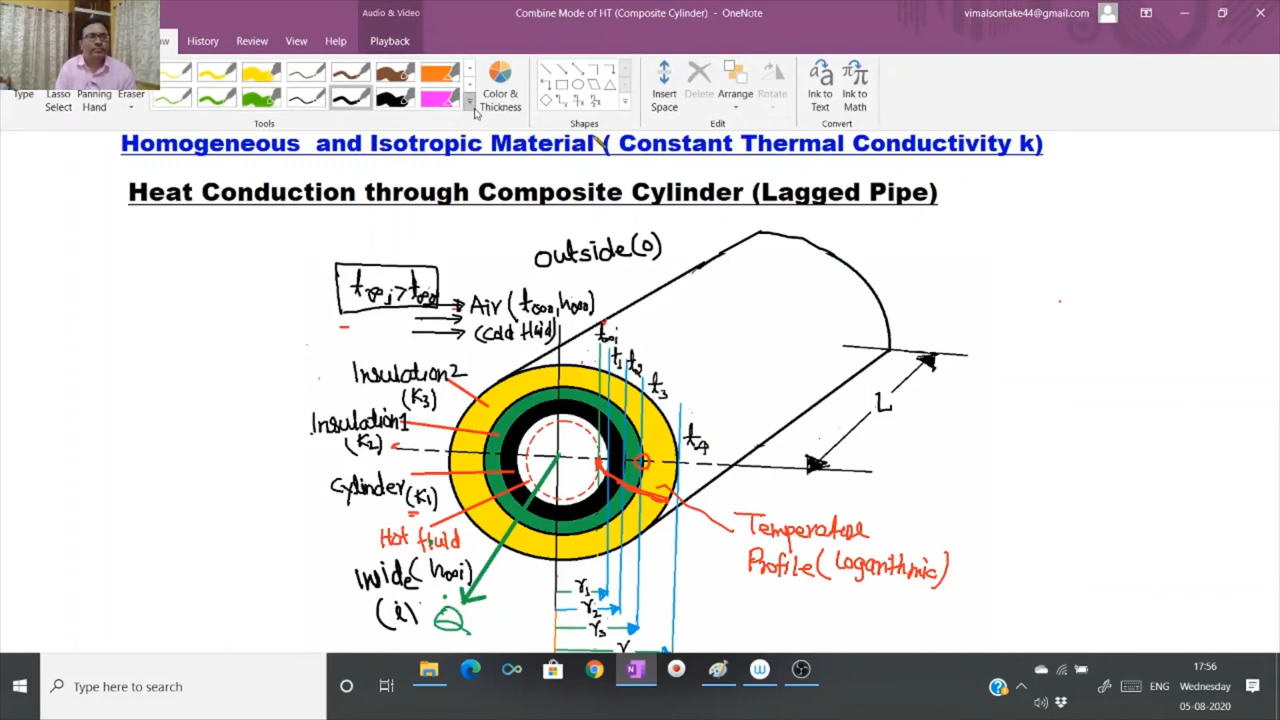 Audio & Video
Combine Mode of HT (Composite Cylinder) - OneNote
vimalsontake44@gmail.com
History Review View Help Playback
Type Lasso Select Panning Hand Eraser Color & Thickness Insert Space Delete Arrange Rotate Ink to Text Ink to Math
Tools Shapes Edit Convert
Homogeneous and Isotropic Material ( Constant Thermal Conductivity k)
Heat Conduction through Composite Cylinder (Lagged Pipe)
outside(o)
t∞i > t∞o
Air (t∞o, h∞o)
(cold fluid)
t∞i
t1 t2
t3
t4
Insulation2
(K3)
Insulation1
(K2)
cylinder
(K1)
L
Hot fluid
Inside (h∞i)
(i)
Q
Temperature
Profile (logarithmic)
r1
r2
r3
Type here to search
ENG
17:56
Wednesday
05-08-2020